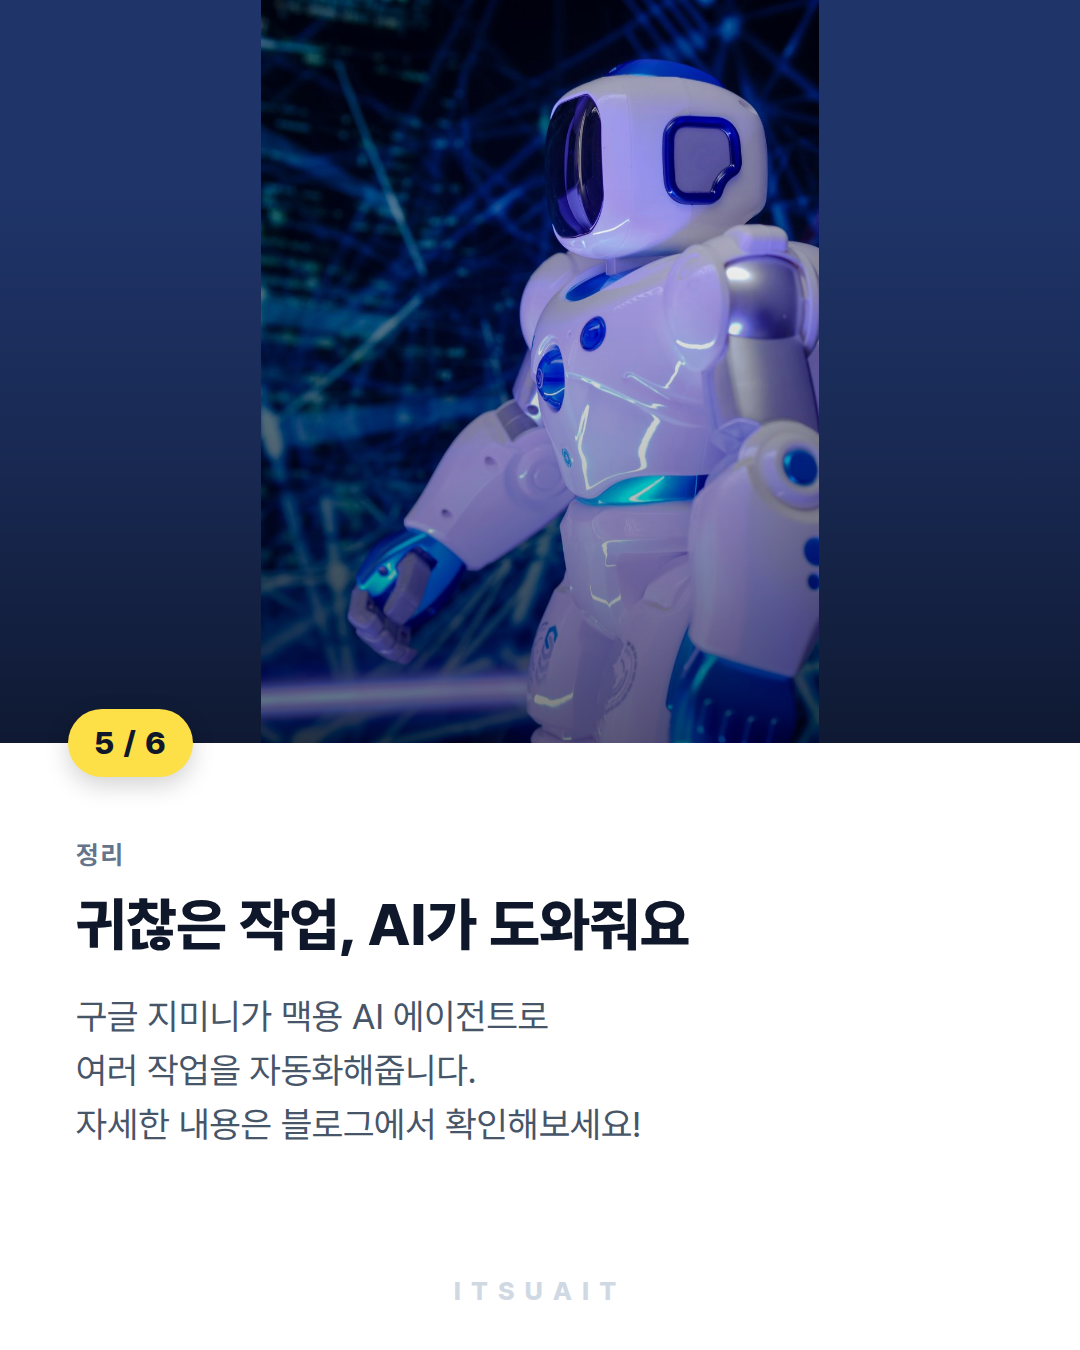 5 / 6
정리
귀찮은 작업, AI가 도와줘요
구글 지미니가 맥용 AI 에이전트로
여러 작업을 자동화해줍니다.
자세한 내용은 블로그에서 확인해보세요!
ITSUAIT